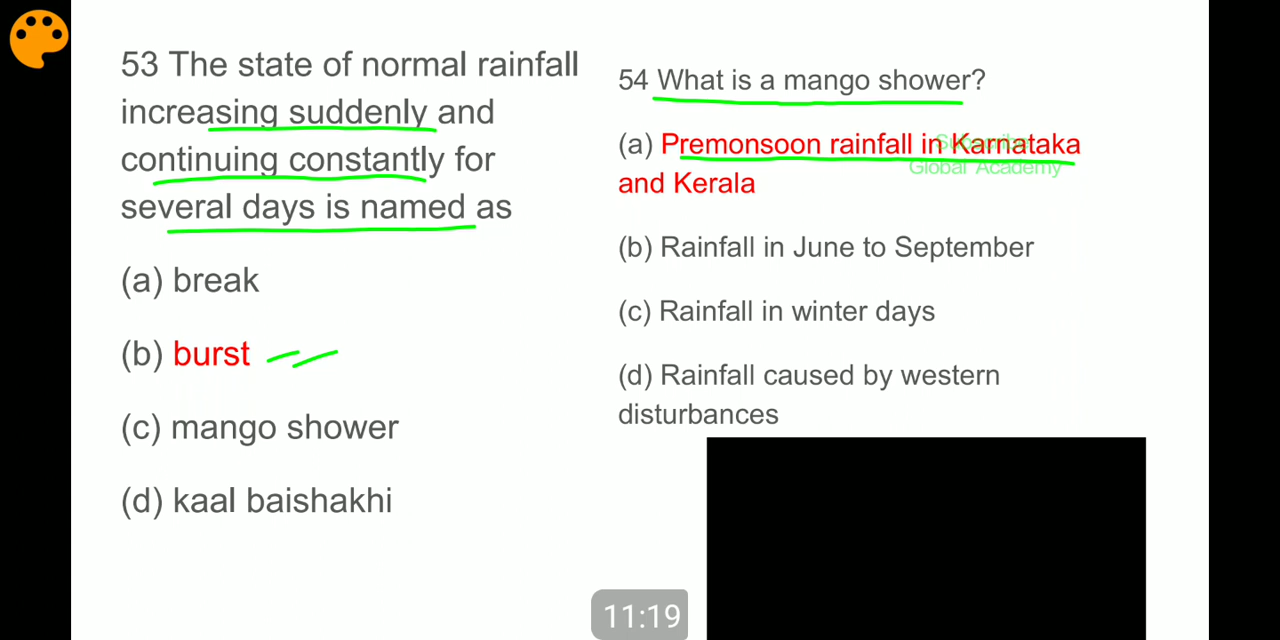 53 The state of normal rainfall
increasing suddenly and
continuing constantly for
several days is named as
(a) break
(b) burst
(c) mango shower
(d) kaal baishakhi
54 What is a mango shower?
(a) Premonsoon rainfall in Karnataka
and Kerala
(b) Rainfall in June to September
(c) Rainfall in winter days
(d) Rainfall caused by western
disturbances
Subscribe
Global Academy
11:19